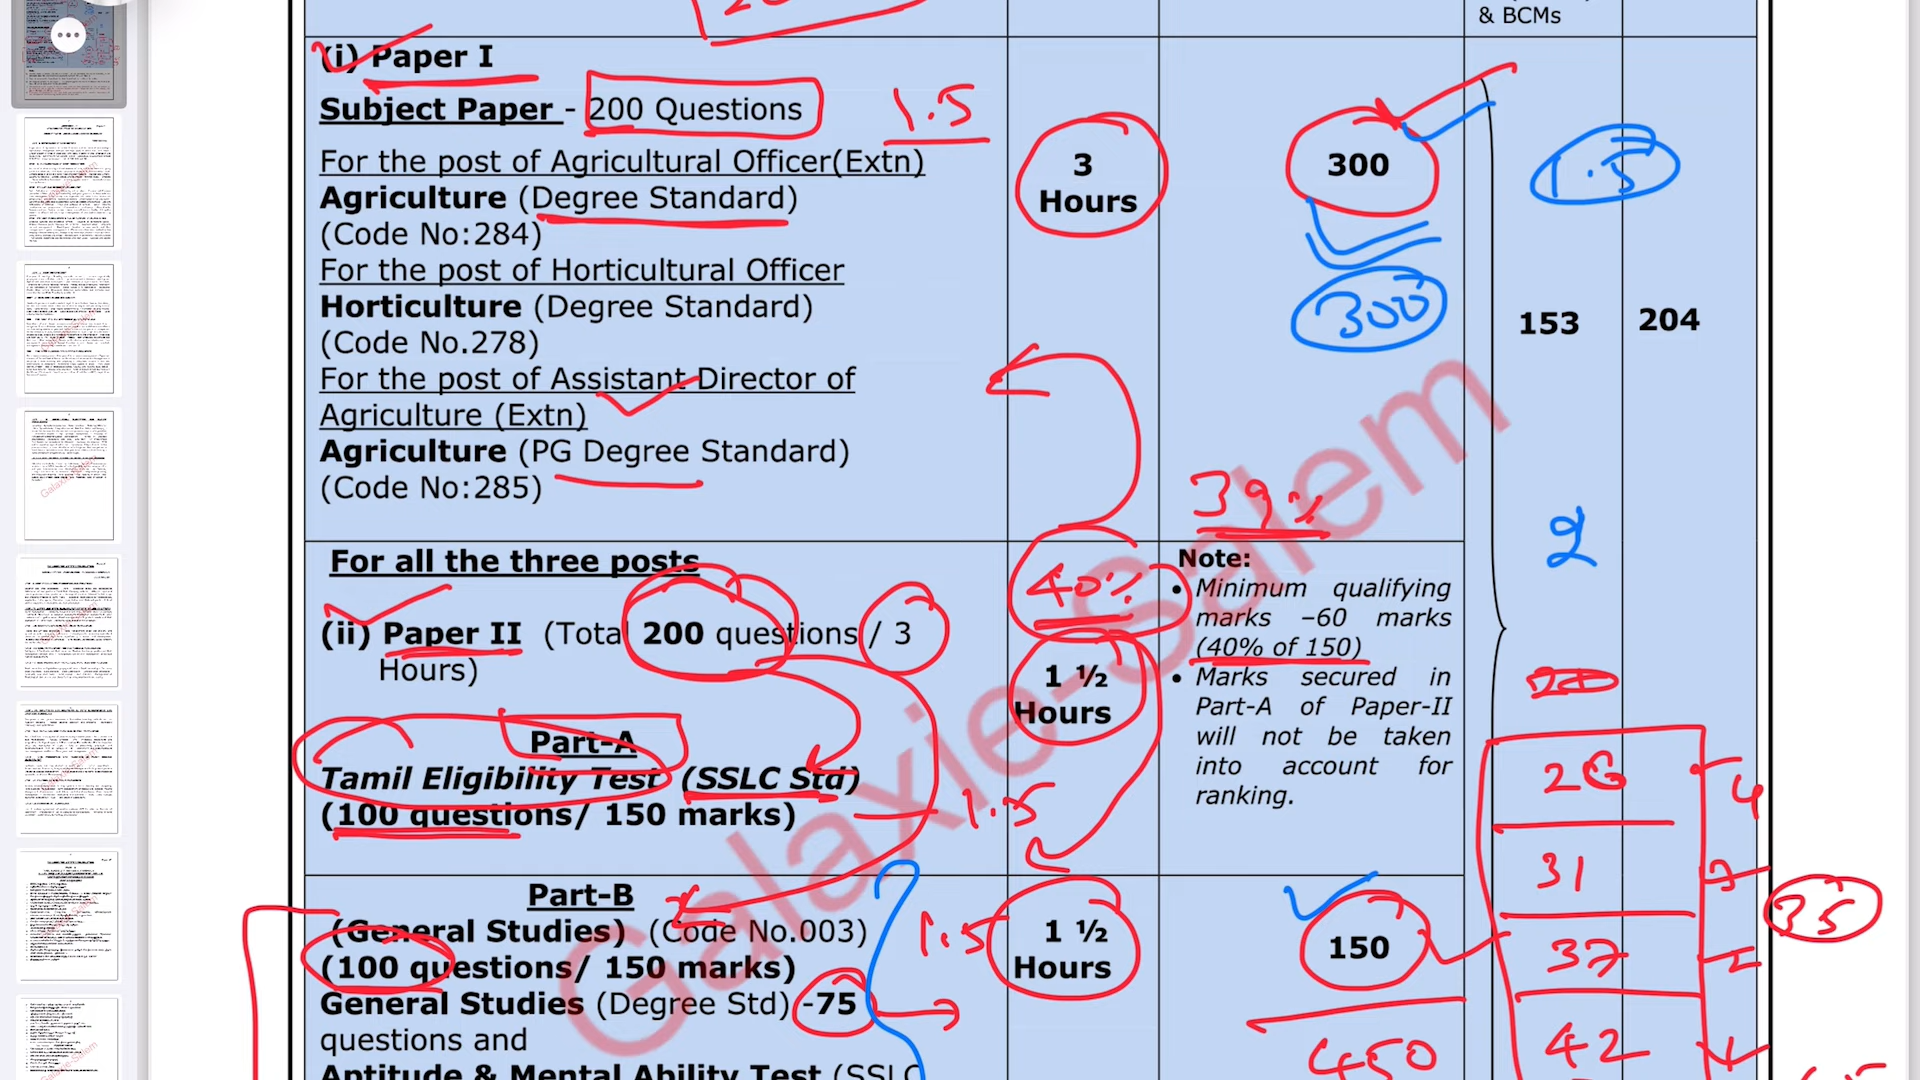 & BCMs
(i) Paper I
Subject Paper - 200 Questions
1.5
For the post of Agricultural Officer(Extn)
Agriculture (Degree Standard)
(Code No:284)
For the post of Horticultural Officer
Horticulture (Degree Standard)
(Code No.278)
For the post of Assistant Director of
Agriculture (Extn)
Agriculture (PG Degree Standard)
(Code No:285)
3
Hours
300
300
1.5
153
204
2
39%
For all the three posts
(ii) Paper II (Total 200 questions / 3
Hours)
Part-A
Tamil Eligibility Test (SSLC Std)
(100 questions/ 150 marks)
1.5
40%
1 ½
Hours
Note:
• Minimum qualifying
marks –60 marks
(40% of 150)
• Marks secured in
Part-A of Paper-II
will not be taken
into account for
ranking.
26
4
31
37
42
35
Part-B
(General Studies) (Code No.003)
(100 questions/ 150 marks)
General Studies (Degree Std) -75
questions and
Aptitude & Mental Ability Test (SSLC
1.5
1 ½
Hours
150
450
Galaxie-Salem